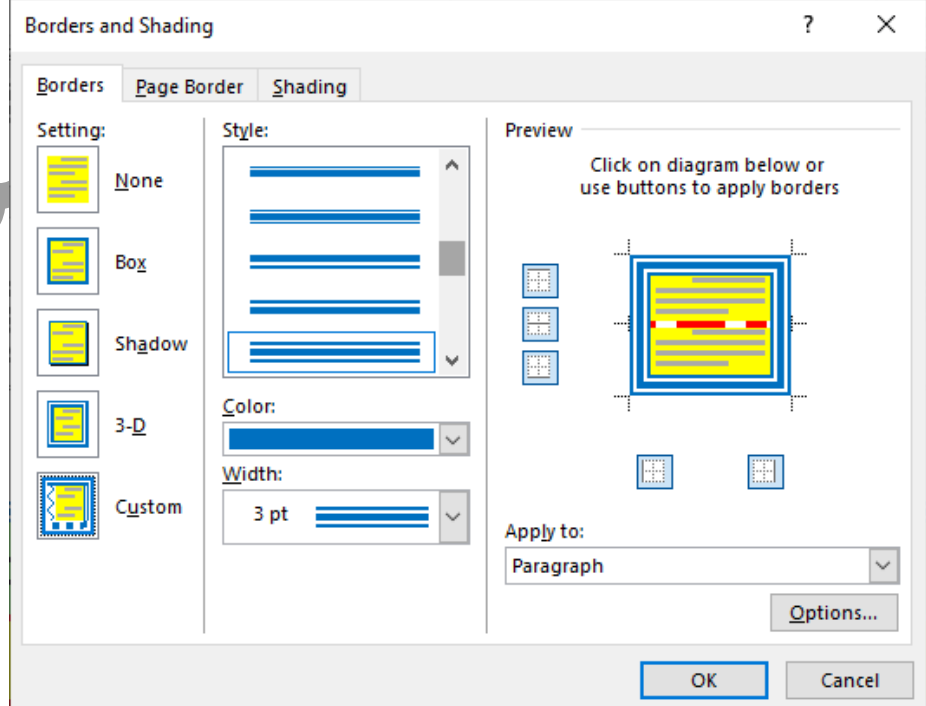 Borders and Shading
?
Borders
Page Border
Shading
Setting:
None
Box
Shadow
3-D
Custom
Style:
Color:
Width:
3 pt
Preview
Click on diagram below or
use buttons to apply borders
Apply to:
Paragraph
Options...
OK
Cancel